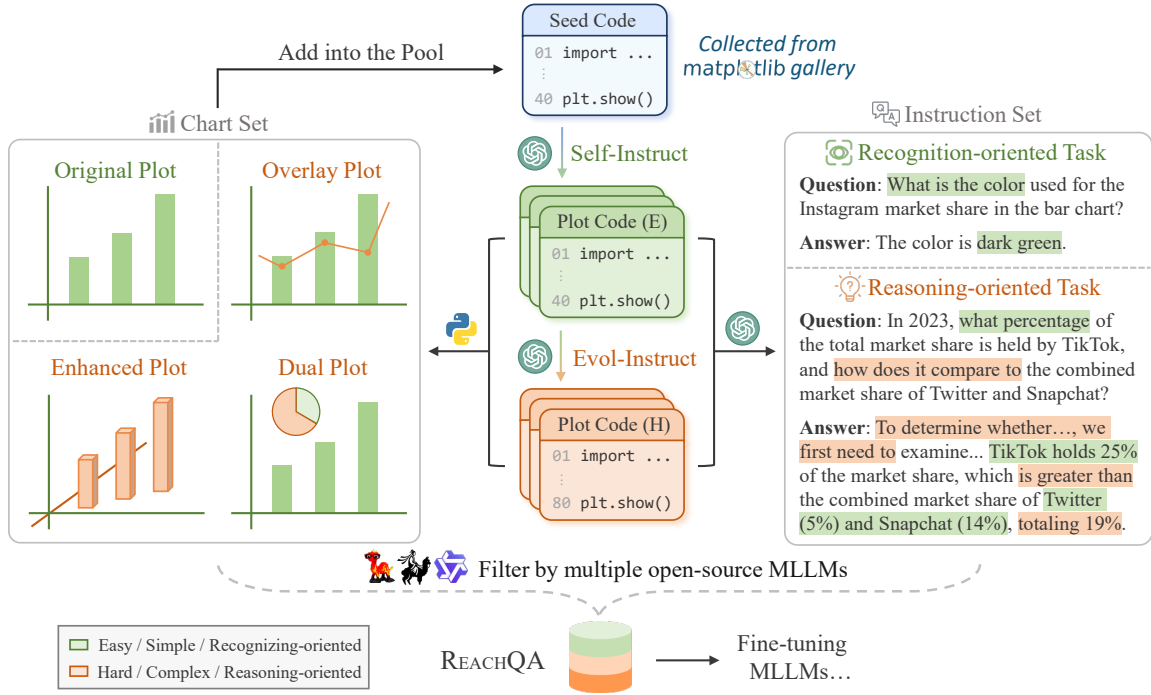 Seed Code
01 import ...
⋮
40 plt.show()
Collected from
matplotlib gallery
Add into the Pool
Chart Set
Original Plot
Overlay Plot
Enhanced Plot
Dual Plot
Self-Instruct
Plot Code (E)
01 import ...
⋮
40 plt.show()
Evol-Instruct
Plot Code (H)
01 import ...
⋮
80 plt.show()
Q
A
Instruction Set
Recognition-oriented Task
Question: What is the color used for the
Instagram market share in the bar chart?
Answer: The color is dark green.
?
Reasoning-oriented Task
Question: In 2023, what percentage of
the total market share is held by TikTok,
and how does it compare to the combined
market share of Twitter and Snapchat?
Answer: To determine whether…, we
first need to examine... TikTok holds 25%
of the market share, which is greater than
the combined market share of Twitter
(5%) and Snapchat (14%), totaling 19%.
Filter by multiple open-source MLLMs
Easy / Simple / Recognizing-oriented
Hard / Complex / Reasoning-oriented
REACHQA
Fine-tuning
MLLMs…